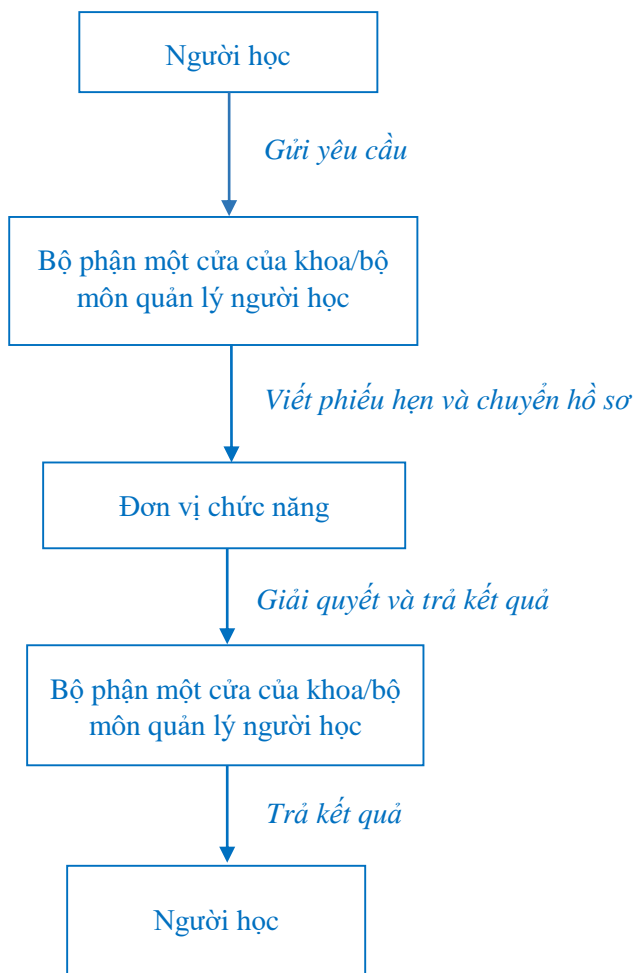 Người học
Gửi yêu cầu
Bộ phận một cửa của khoa/bộ
môn quản lý người học
Viết phiếu hẹn và chuyển hồ sơ
Đơn vị chức năng
Giải quyết và trả kết quả
Bộ phận một cửa của khoa/bộ
môn quản lý người học
Trả kết quả
Người học